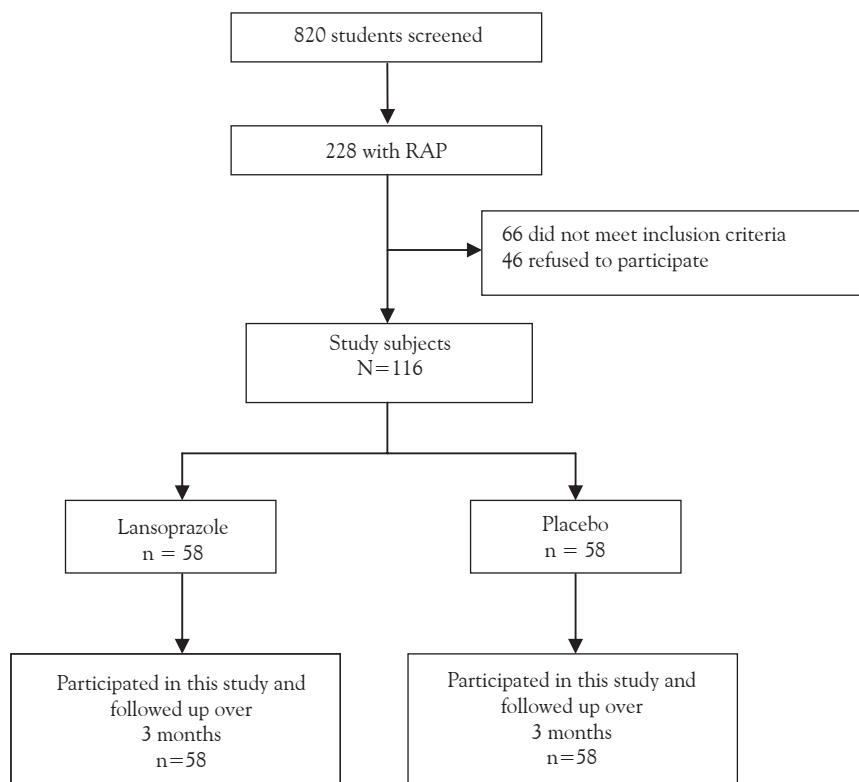 820 students screened
228 with RAP
66 did not meet inclusion criteria
46 refused to participate
Study subjects
N=116
Lansoprazole
n = 58
Placebo
n = 58
Participated in this study and
followed up over
3 months
n=58
Participated in this study and
followed up over
3 months
n=58